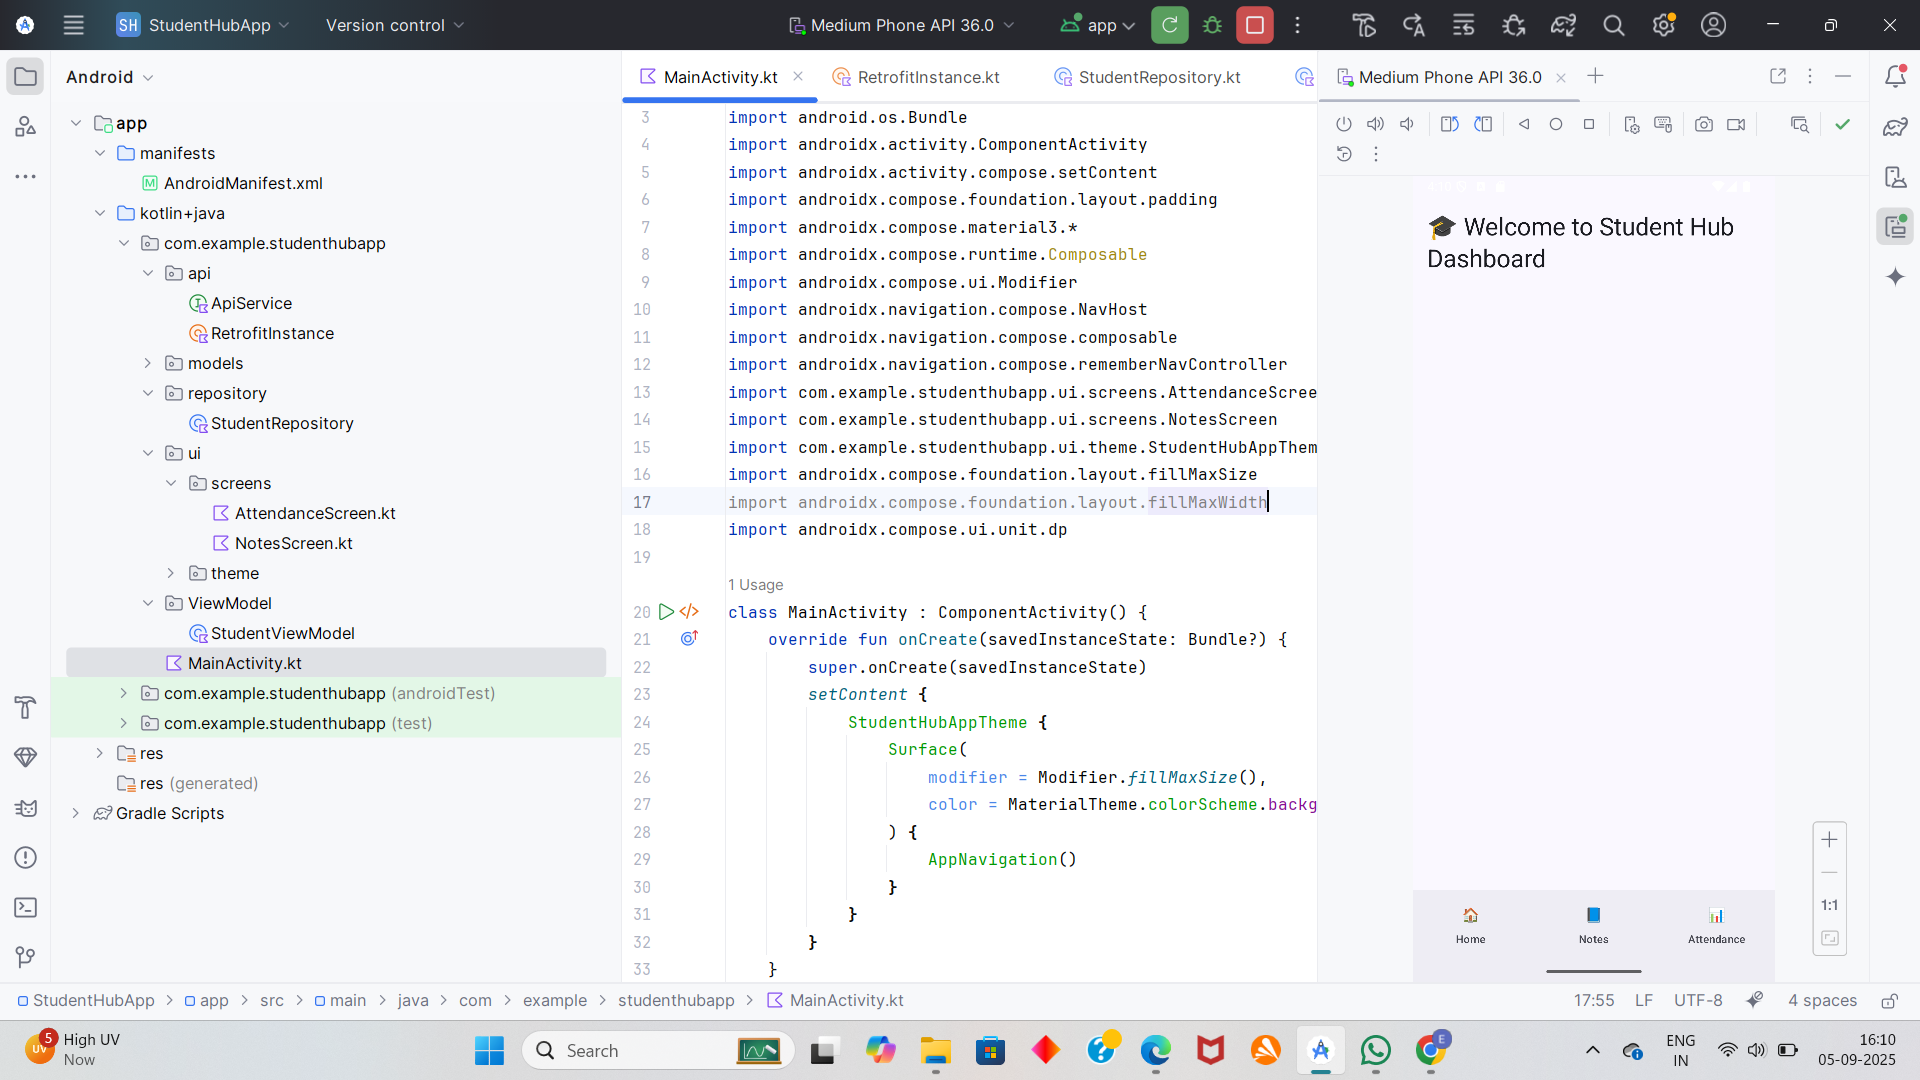 SH StudentHubApp
Version control
Medium Phone API 36.0
app
Android
app
manifests
AndroidManifest.xml
kotlin+java
com.example.studenthubapp
api
ApiService
RetrofitInstance
models
repository
StudentRepository
ui
screens
AttendanceScreen.kt
NotesScreen.kt
theme
ViewModel
StudentViewModel
MainActivity.kt
com.example.studenthubapp (androidTest)
com.example.studenthubapp (test)
res
res (generated)
Gradle Scripts
MainActivity.kt
RetrofitInstance.kt
StudentRepository.kt
3 import android.os.Bundle
4 import androidx.activity.ComponentActivity
5 import androidx.activity.compose.setContent
6 import androidx.compose.foundation.layout.padding
7 import androidx.compose.material3.*
8 import androidx.compose.runtime.Composable
9 import androidx.compose.ui.Modifier
10 import androidx.navigation.compose.NavHost
11 import androidx.navigation.compose.composable
12 import androidx.navigation.compose.rememberNavController
13 import com.example.studenthubapp.ui.screens.AttendanceScree
14 import com.example.studenthubapp.ui.screens.NotesScreen
15 import com.example.studenthubapp.ui.theme.StudentHubAppThem
16 import androidx.compose.foundation.layout.fillMaxSize
17 import androidx.compose.foundation.layout.fillMaxWidth
18 import androidx.compose.ui.unit.dp
19
1 Usage
20 class MainActivity : ComponentActivity() {
21 override fun onCreate(savedInstanceState: Bundle?) {
22 super.onCreate(savedInstanceState)
23 setContent {
24 StudentHubAppTheme {
25 Surface(
26 modifier = Modifier.fillMaxSize(),
27 color = MaterialTheme.colorScheme.backg
28 ) {
29 AppNavigation()
30 }
31 }
32 }
33 }
Medium Phone API 36.0
🎓 Welcome to Student Hub
Dashboard
Home
Notes
Attendance
1:1
StudentHubApp > app > src > main > java > com > example > studenthubapp > MainActivity.kt
17:55 LF UTF-8 4 spaces
5
UV
High UV
Now
Search
E
ENG
IN
16:10
05-09-2025